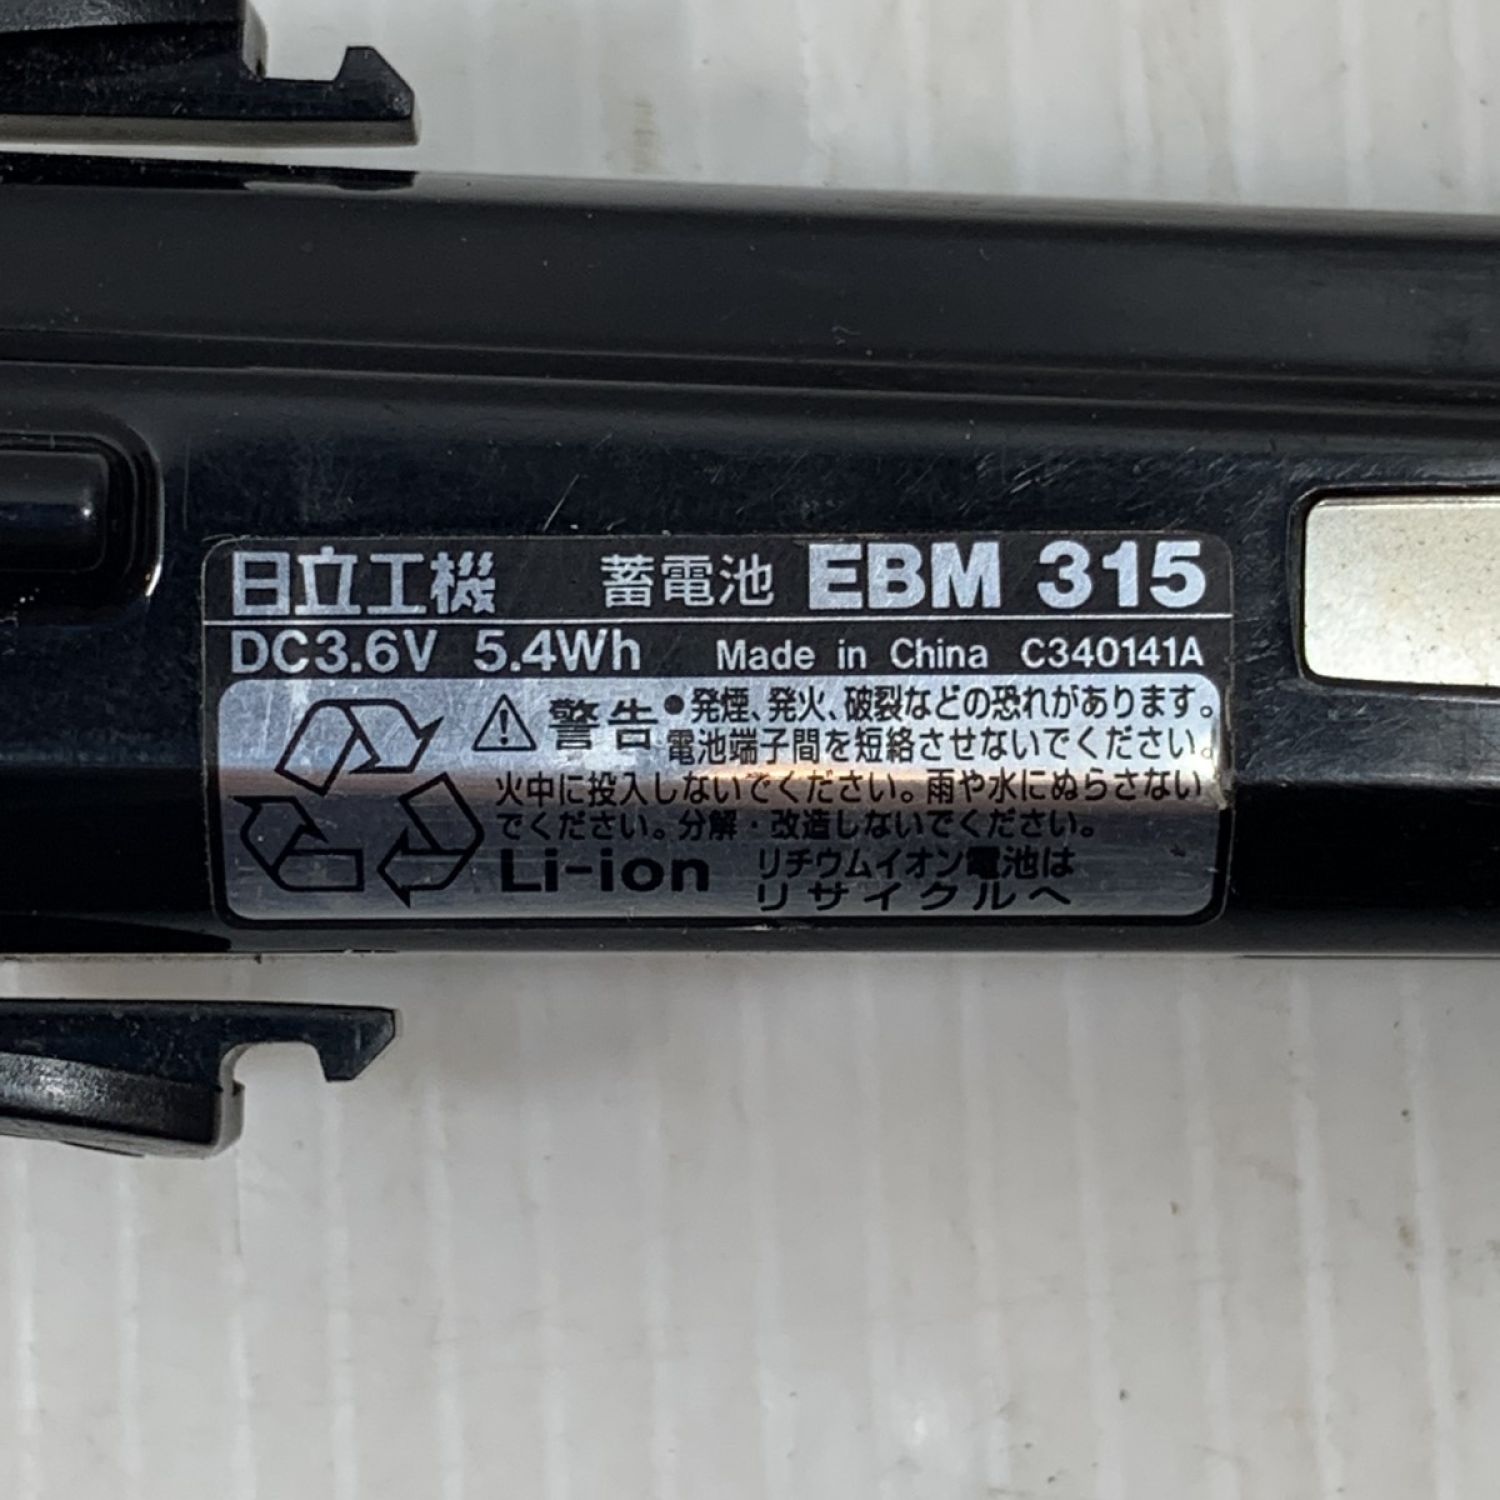 日立工機 蓄電池 EBM 315
DC3.6V 5.4Wh Made in China C340141A
警告 ●発煙、発火、破裂などの恐れがあります。
電池端子間を短絡させないでください。
火中に投入しないでください。雨や水にぬらさない
でください。分解・改造しないでください。
Li-ion リチウムイオン電池は
リサイクルへ